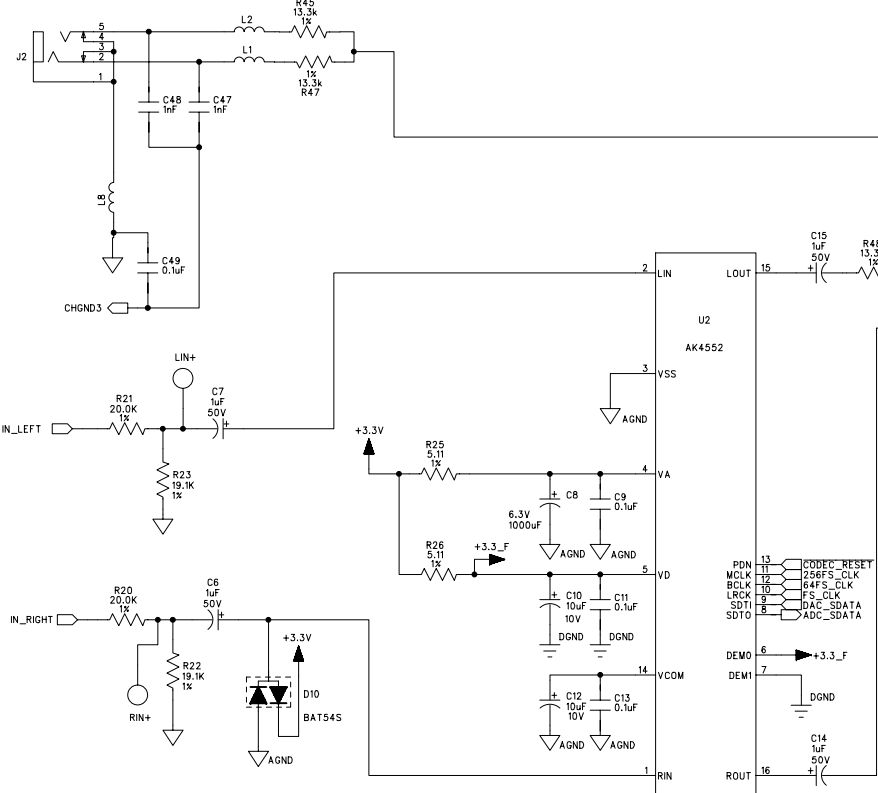 R45
13.3k
1%
L2
L1
1%
13.3k
R47
J2
5
4
3
2
1
C48
1nF
C47
1nF
L8
C49
0.1uF
CHGND3
C15
1uF
50V
+
R48
13.3
1%
2
LIN
LOUT
15
U2
AK4552
3
VSS
AGND
LIN+
R21
20.0K
1%
C7
1uF
50V
+
IN_LEFT
R23
19.1K
1%
+3.3V
R25
5.11
1%
4
VA
+
C8
6.3V
1000uF
C9
0.1uF
AGND
AGND
R26
5.11
1%
+3.3_F
5
VD
+
C10
10uF
10V
C11
0.1uF
DGND
DGND
PDN
13
CODEC_RESET
MCLK
11
256FS_CLK
BCLK
12
64FS_CLK
LRCK
10
FS_CLK
SDTI
9
DAC_SDATA
SDTO
8
ADC_SDATA
R20
20.0K
1%
C6
1uF
50V
+
IN_RIGHT
+3.3V
R22
19.1K
1%
RIN+
D10
BAT54S
AGND
14
VCOM
+
C12
10uF
10V
C13
0.1uF
AGND
AGND
DEM0
6
+3.3_F
DEM1
7
DGND
C14
1uF
50V
+
1
RIN
ROUT
16